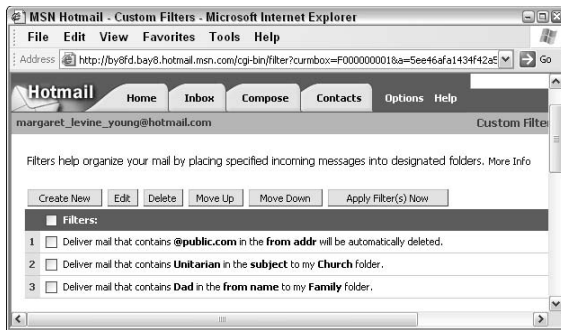 MSN Hotmail - Custom Filters - Microsoft Internet Explorer
File Edit View Favorites Tools Help
Address http://by8fd.bay8.hotmail.msn.com/cgi-bin/filter?curmbox=F000000001&a=5ee46afa1434f42a5 Go
Hotmail Home Inbox Compose Contacts Options Help
margaret_levine_young@hotmail.com Custom Filte
Filters help organize your mail by placing specified incoming messages into designated folders. More Info
Create New Edit Delete Move Up Move Down Apply Filter(s) Now
Filters:
1 Deliver mail that contains @public.com in the from addr will be automatically deleted.
2 Deliver mail that contains Unitarian in the subject to my Church folder.
3 Deliver mail that contains Dad in the from name to my Family folder.